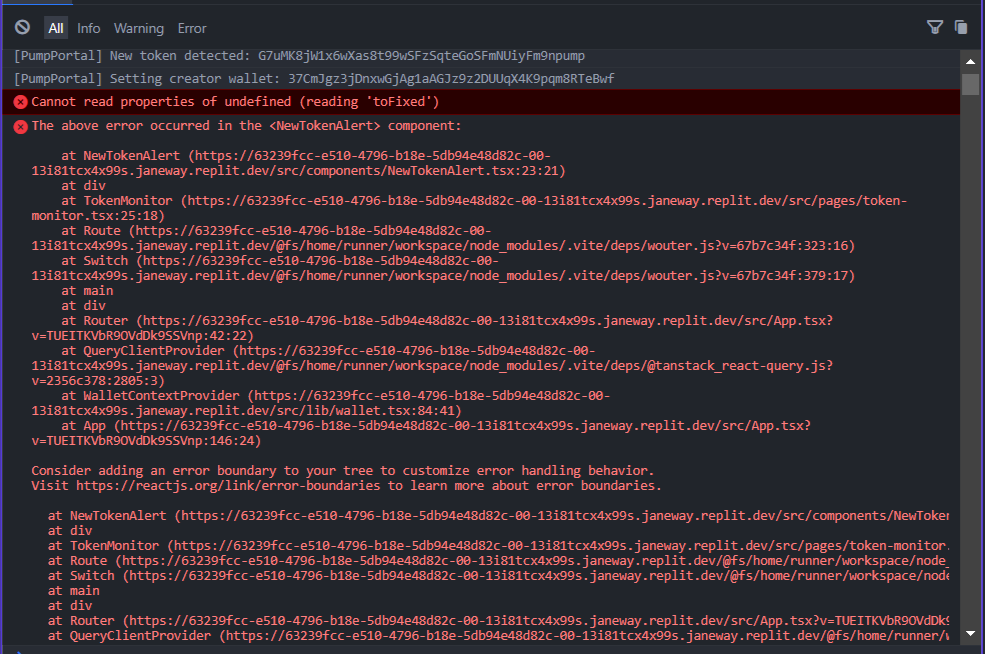 All Info Warning Error
[PumpPortal] New token detected: G7uMK8jW1x6wXas8t99wSFzSqteGoSFmNUiyFm9npump
[PumpPortal] Setting creator wallet: 37CmJgz3jDnxwGjAg1aAGJz9z2DUUqX4K9pqm8RTeBwf
Cannot read properties of undefined (reading 'toFixed')
The above error occurred in the <NewTokenAlert> component:
at NewTokenAlert (https://63239fcc-e510-4796-b18e-5db94e48d82c-00-
13i81tcx4x99s.janeway.replit.dev/src/components/NewTokenAlert.tsx:23:21)
at div
at TokenMonitor (https://63239fcc-e510-4796-b18e-5db94e48d82c-00-13i81tcx4x99s.janeway.replit.dev/src/pages/token-
monitor.tsx:25:18)
at Route (https://63239fcc-e510-4796-b18e-5db94e48d82c-00-
13i81tcx4x99s.janeway.replit.dev/@fs/home/runner/workspace/node_modules/.vite/deps/wouter.js?v=67b7c34f:323:16)
at Switch (https://63239fcc-e510-4796-b18e-5db94e48d82c-00-
13i81tcx4x99s.janeway.replit.dev/@fs/home/runner/workspace/node_modules/.vite/deps/wouter.js?v=67b7c34f:379:17)
at main
at div
at Router (https://63239fcc-e510-4796-b18e-5db94e48d82c-00-13i81tcx4x99s.janeway.replit.dev/src/App.tsx?
v=TUEITKVbR9OVdDk9SSVnp:42:22)
at QueryClientProvider (https://63239fcc-e510-4796-b18e-5db94e48d82c-00-
13i81tcx4x99s.janeway.replit.dev/@fs/home/runner/workspace/node_modules/.vite/deps/@tanstack_react-query.js?
v=2356c378:2805:3)
at WalletContextProvider (https://63239fcc-e510-4796-b18e-5db94e48d82c-00-
13i81tcx4x99s.janeway.replit.dev/src/lib/wallet.tsx:84:41)
at App (https://63239fcc-e510-4796-b18e-5db94e48d82c-00-13i81tcx4x99s.janeway.replit.dev/src/App.tsx?
v=TUEITKVbR9OVdDk9SSVnp:146:24)
Consider adding an error boundary to your tree to customize error handling behavior.
Visit https://reactjs.org/link/error-boundaries to learn more about error boundaries.
at NewTokenAlert (https://63239fcc-e510-4796-b18e-5db94e48d82c-00-13i81tcx4x99s.janeway.replit.dev/src/components/NewToken
at div
at TokenMonitor (https://63239fcc-e510-4796-b18e-5db94e48d82c-00-13i81tcx4x99s.janeway.replit.dev/src/pages/token-monitor.
at Route (https://63239fcc-e510-4796-b18e-5db94e48d82c-00-13i81tcx4x99s.janeway.replit.dev/@fs/home/runner/workspace/node_
at Switch (https://63239fcc-e510-4796-b18e-5db94e48d82c-00-13i81tcx4x99s.janeway.replit.dev/@fs/home/runner/workspace/node
at main
at div
at Router (https://63239fcc-e510-4796-b18e-5db94e48d82c-00-13i81tcx4x99s.janeway.replit.dev/src/App.tsx?v=TUEITKVbR9OVdDk9
at QueryClientProvider (https://63239fcc-e510-4796-b18e-5db94e48d82c-00-13i81tcx4x99s.janeway.replit.dev/@fs/home/runner/